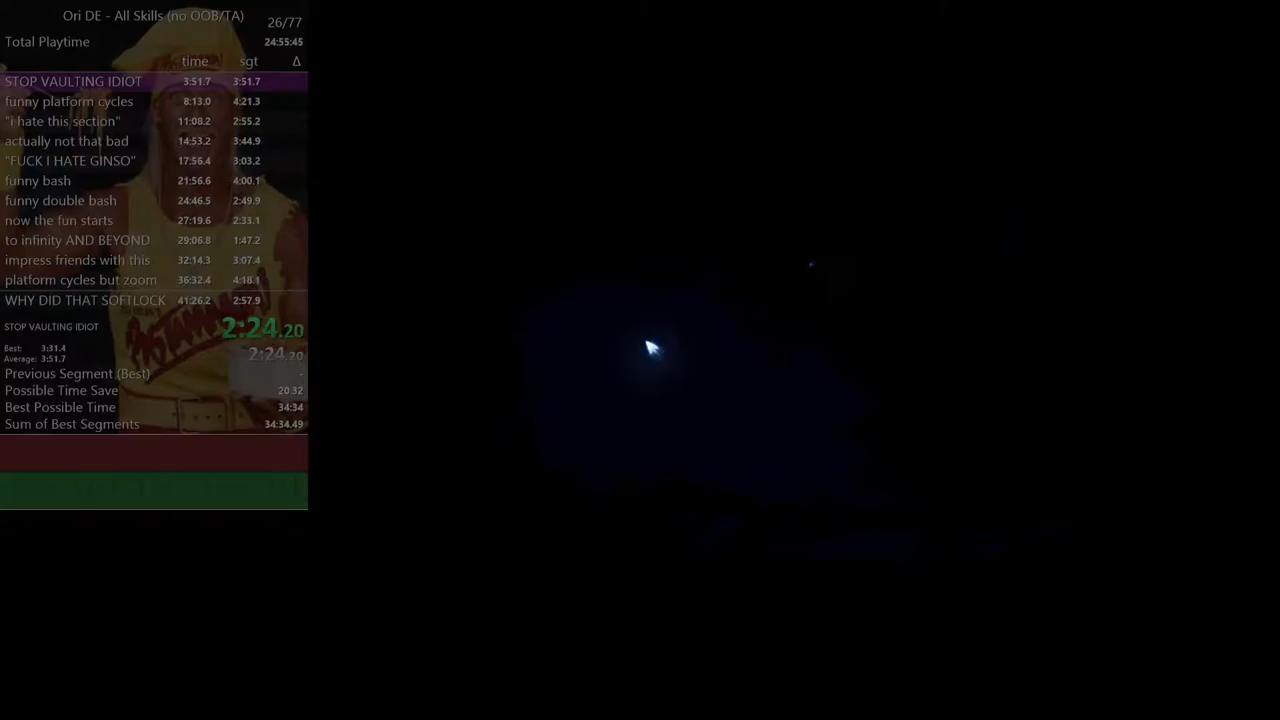 Ori DE - All Skills (no OOB/TA)
26/77
Total Playtime 24:55:45
time sgt Δ
STOP VAULTING IDIOT 3:51.7 3:51.7
funny platform cycles 8:13.0 4:21.3
"i hate this section" 11:08.2 2:55.2
actually not that bad 14:53.2 3:44.9
"FUCK I HATE GINSO" 17:56.4 3:03.2
funny bash 21:56.6 4:00.1
funny double bash 24:46.5 2:49.9
now the fun starts 27:19.6 2:33.1
to infinity AND BEYOND 29:06.8 1:47.2
impress friends with this 32:14.3 3:07.4
platform cycles but zoom 36:32.4 4:18.1
WHY DID THAT SOFTLOCK 41:26.2 2:57.9
STOP VAULTING IDIOT 2:24.20
Best: 3:31.4
Average: 3:51.7 2:24.20
Previous Segment (Best) -
Possible Time Save 20.32
Best Possible Time 34:34
Sum of Best Segments 34:34.49